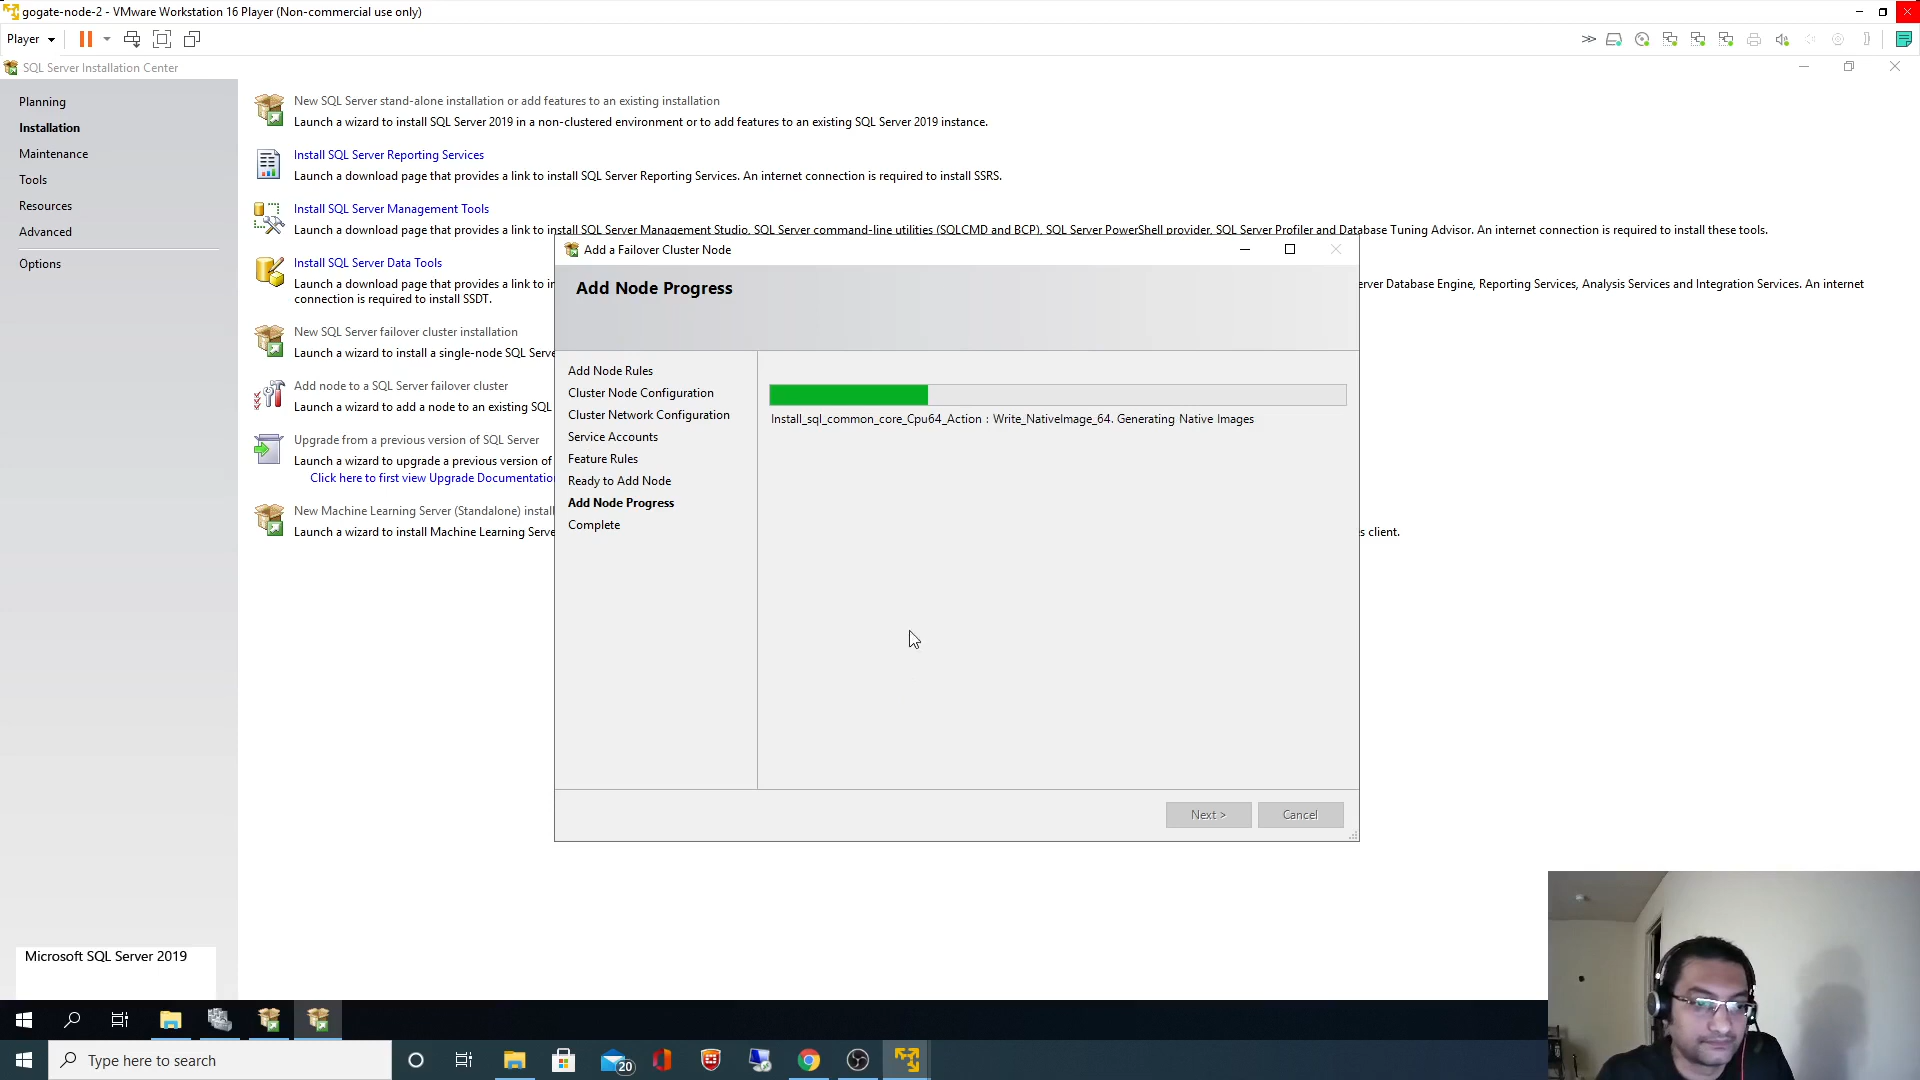 gogate-node-2 - VMware Workstation 16 Player (Non-commercial use only)
Player
SQL Server Installation Center
Planning
Installation
Maintenance
Tools
Resources
Advanced
Options
New SQL Server stand-alone installation or add features to an existing installation
Launch a wizard to install SQL Server 2019 in a non-clustered environment or to add features to an existing SQL Server 2019 instance.
Install SQL Server Reporting Services
Launch a download page that provides a link to install SQL Server Reporting Services. An internet connection is required to install SSRS.
Install SQL Server Management Tools
Launch a download page that provides a link to install SQL Server Management Studio, SQL Server command-line utilities (SQLCMD and BCP), SQL Server PowerShell provider, SQL Server Profiler and Database Tuning Advisor. An internet connection is required to install these tools.
Install SQL Server Data Tools
Launch a download page that provides a link to in
erver Database Engine, Reporting Services, Analysis Services and Integration Services. An internet
connection is required to install SSDT.
New SQL Server failover cluster installation
Launch a wizard to install a single-node SQL Serve
Add node to a SQL Server failover cluster
Launch a wizard to add a node to an existing SQL
Upgrade from a previous version of SQL Server
Launch a wizard to upgrade a previous version of
Click here to first view Upgrade Documentatio
New Machine Learning Server (Standalone) install
Launch a wizard to install Machine Learning Serve
s client.
Add a Failover Cluster Node
Add Node Progress
Add Node Rules
Cluster Node Configuration
Cluster Network Configuration
Service Accounts
Feature Rules
Ready to Add Node
Add Node Progress
Complete
Install_sql_common_core_Cpu64_Action : Write_NativeImage_64. Generating Native Images
Next >
Cancel
Microsoft SQL Server 2019
Type here to search
20